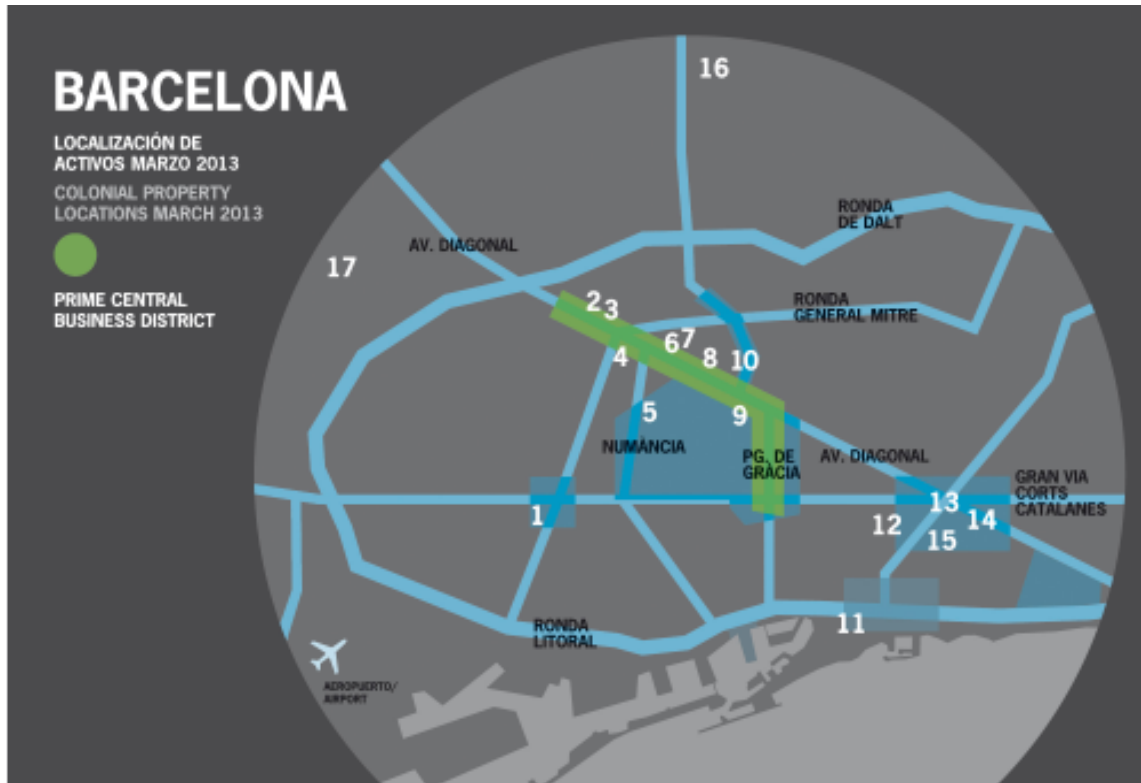 BARCELONA
LOCALIZACIÓN DE
ACTIVOS MARZO 2013
COLONIAL PROPERTY
LOCATIONS MARCH 2013
PRIME CENTRAL
BUSINESS DISTRICT
16
RONDA
DE DALT
AV. DIAGONAL
17
2
3
RONDA
GENERAL MITRE
4
6
7
8
10
5
9
NUMÀNCIA
PG. DE
GRÀCIA
AV. DIAGONAL
GRAN VIA
CORTS
CATALANES
1
12
13
14
15
11
RONDA
LITORAL
AEROPUERTO/
AIRPORT